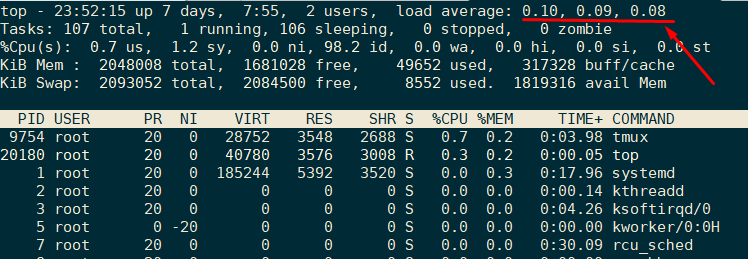 top - 23:52:15 up 7 days,  7:55,  2 users,  load average: 0.10, 0.09, 0.08
Tasks: 107 total,   1 running, 106 sleeping,   0 stopped,   0 zombie
%Cpu(s):  0.7 us,  1.2 sy,  0.0 ni, 98.2 id,  0.0 wa,  0.0 hi,  0.0 si,  0.0 st
KiB Mem :  2048008 total,  1681028 free,    49652 used,   317328 buff/cache
KiB Swap:  2093052 total,  2084500 free,     8552 used.  1819316 avail Mem
PID USER      PR  NI    VIRT    RES    SHR S  %CPU %MEM     TIME+ COMMAND
9754 root      20   0   28752   3548   2688 S   0.7  0.2   0:03.98 tmux
20180 root      20   0   40780   3576   3008 R   0.3  0.2   0:00.05 top
1 root      20   0  185244   5392   3520 S   0.0  0.3   0:17.96 systemd
2 root      20   0       0      0      0 S   0.0  0.0   0:00.14 kthreadd
3 root      20   0       0      0      0 S   0.0  0.0   0:04.26 ksoftirqd/0
5 root       0 -20       0      0      0 S   0.0  0.0   0:00.00 kworker/0:0H
7 root      20   0       0      0      0 S   0.0  0.0   0:30.09 rcu_sched